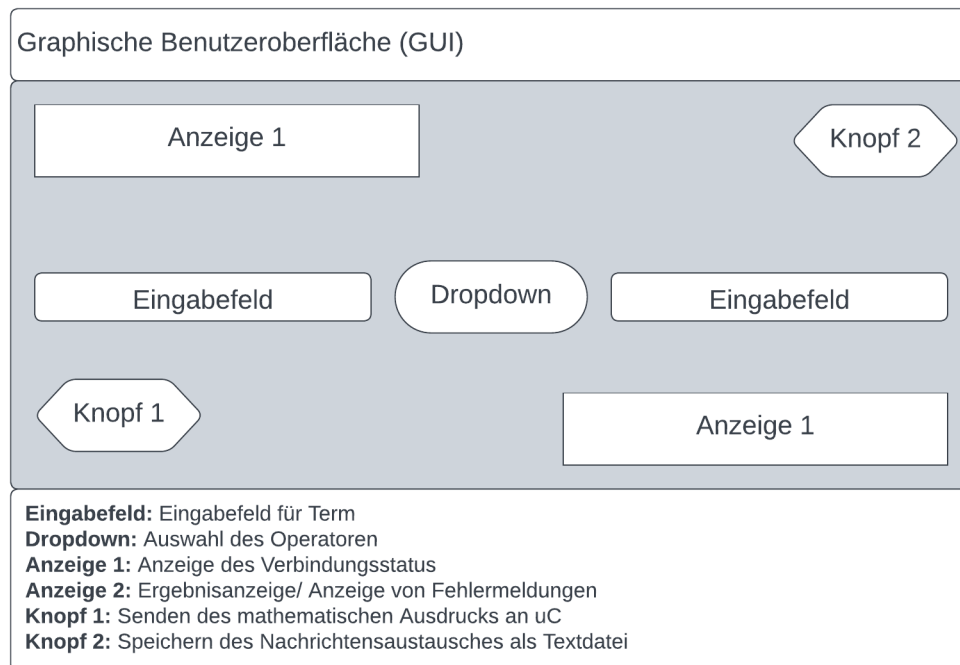 Graphische Benutzeroberfläche (GUI)
Anzeige 1
Knopf 2
Eingabefeld
Dropdown
Eingabefeld
Knopf 1
Anzeige 1
Eingabefeld: Eingabefeld für Term
Dropdown: Auswahl des Operatoren
Anzeige 1: Anzeige des Verbindungsstatus
Anzeige 2: Ergebnisanzeige/ Anzeige von Fehlermeldungen
Knopf 1: Senden des mathematischen Ausdrucks an uC
Knopf 2: Speichern des Nachrichtensaustausches als Textdatei